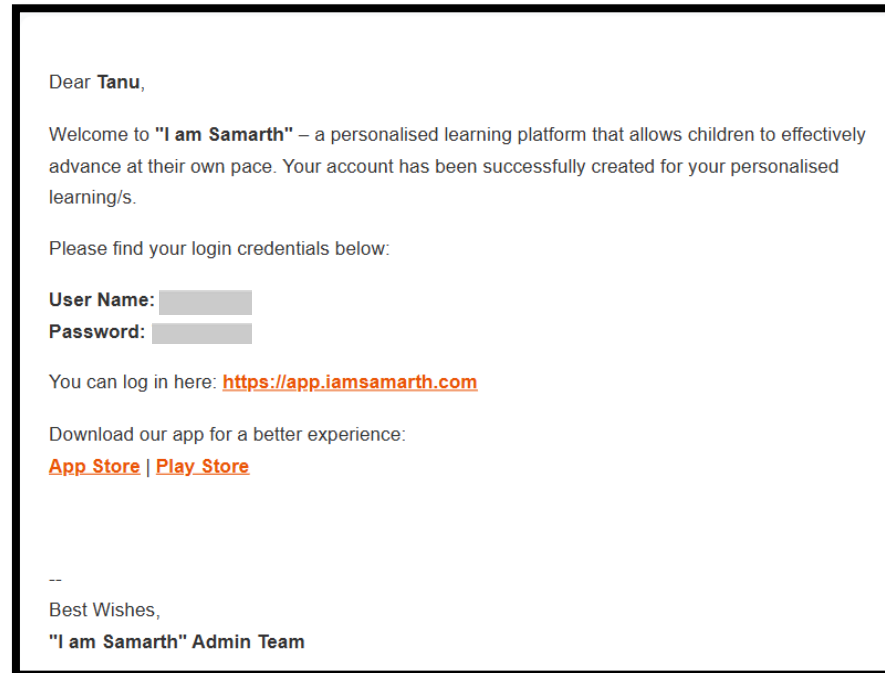 Dear Tanu,
Welcome to "I am Samarth" – a personalised learning platform that allows children to effectively
advance at their own pace. Your account has been successfully created for your personalised
learning/s.
Please find your login credentials below:
User Name:
Password:
You can log in here: https://app.iamsamarth.com
Download our app for a better experience:
App Store | Play Store
--
Best Wishes,
"I am Samarth" Admin Team